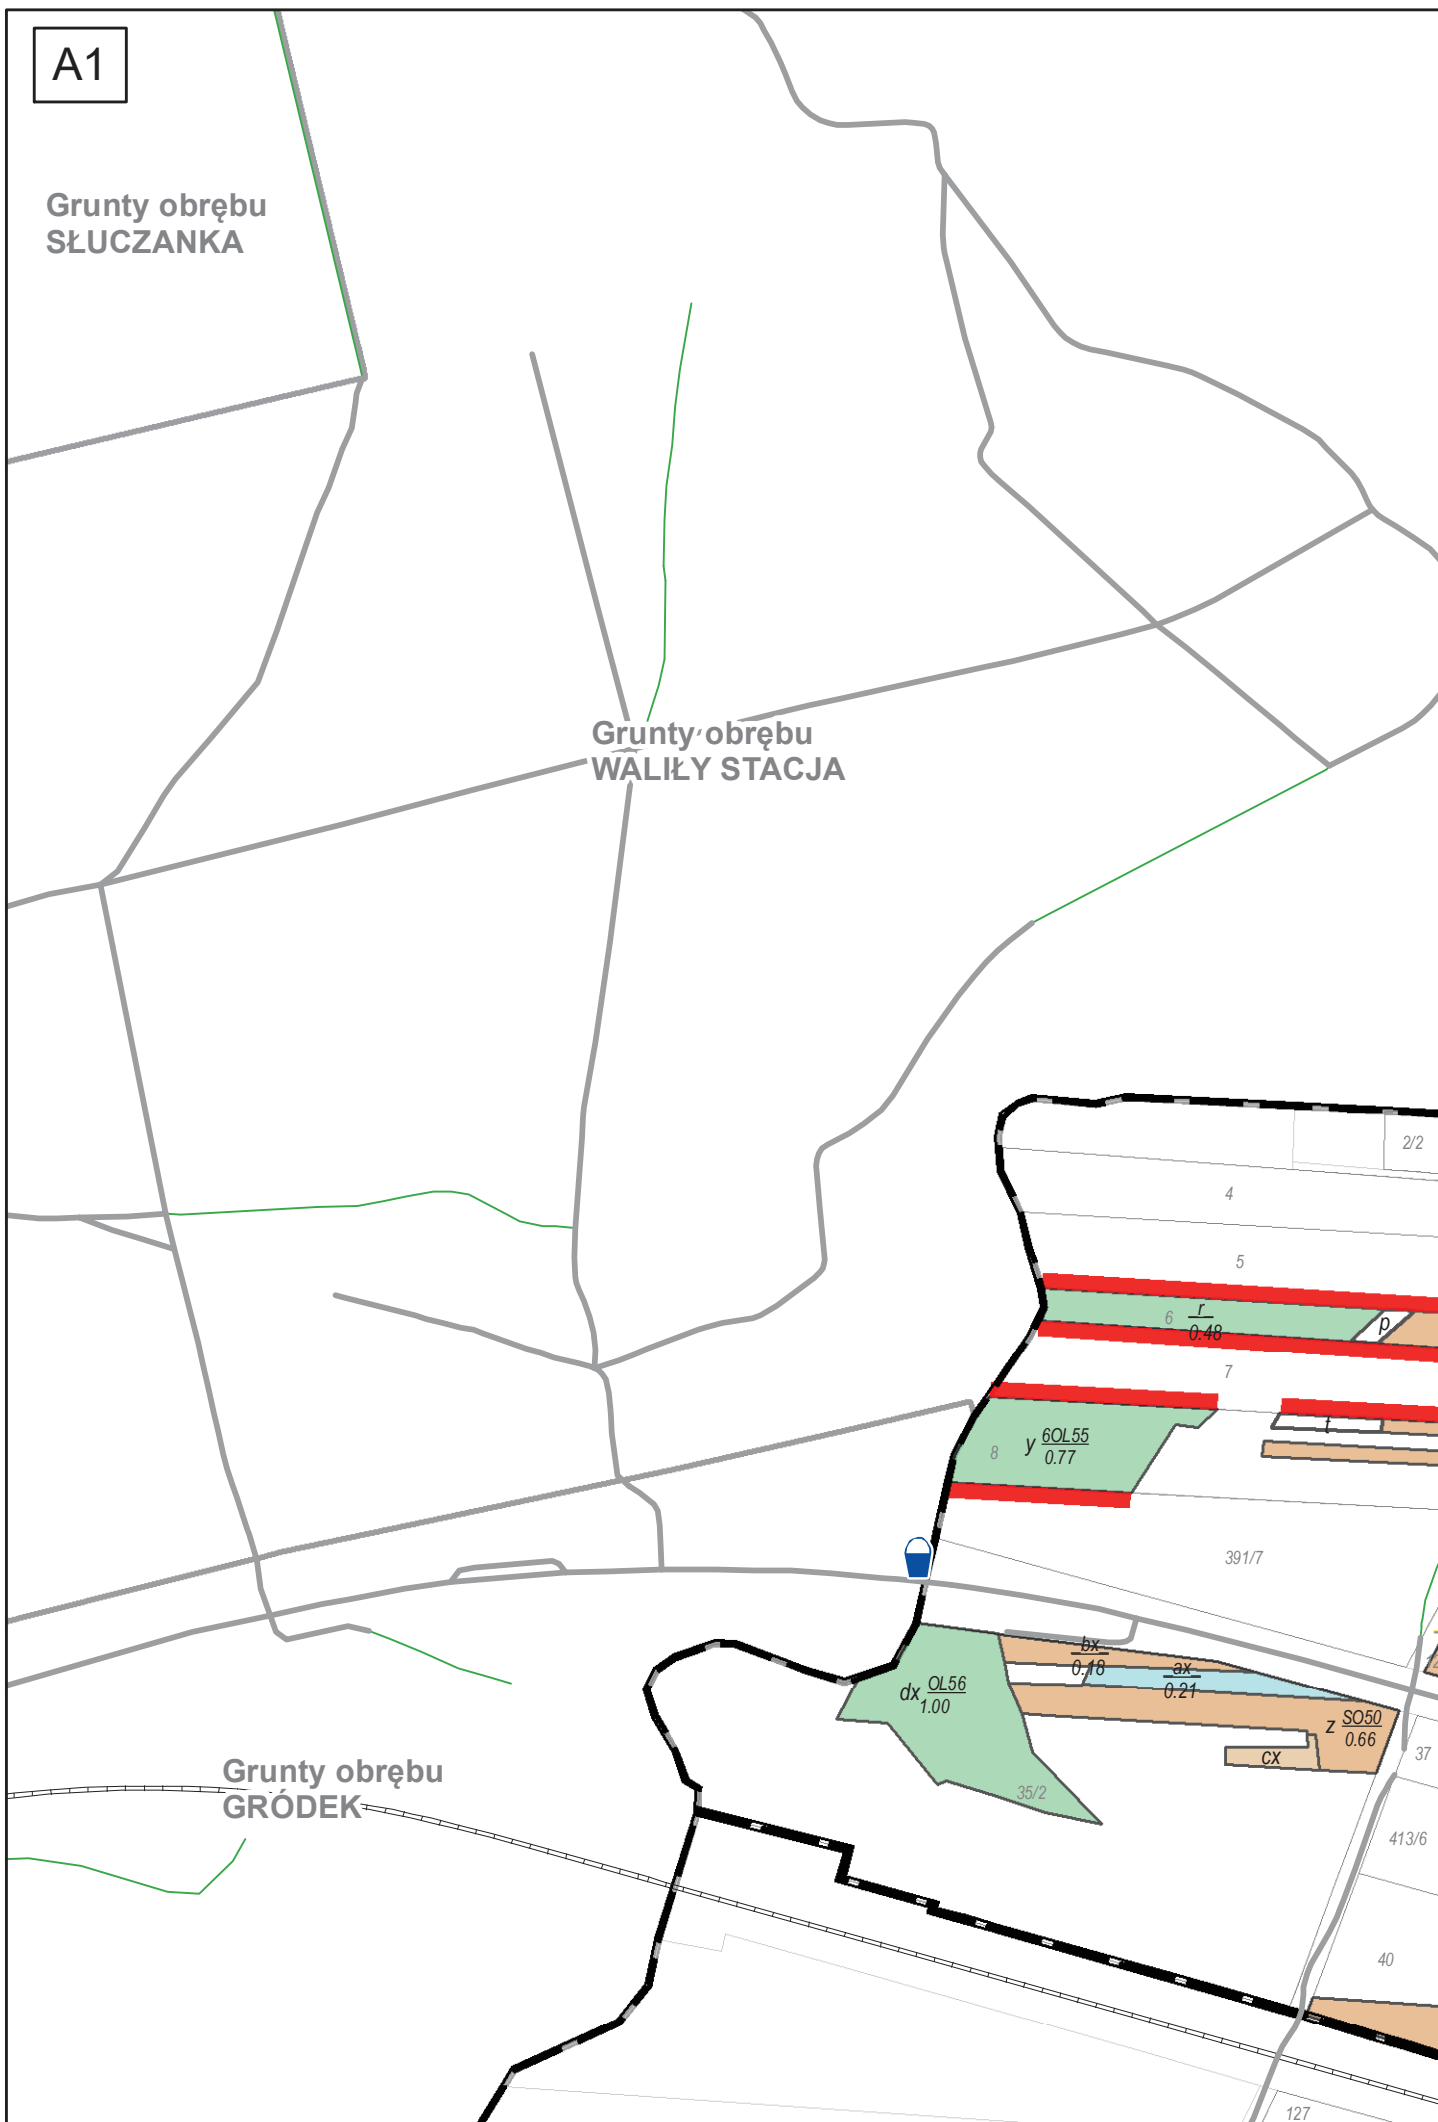 A1
Grunty obrębu
SŁUCZANKA
Grunty obrębu
WALIŁY STACJA
2/2
4
5
6
r
0.48
p
7
t
8
y 6OL55
0.77
391/7
bx
0.18
ax
0.21
dx OL56
1.00
z SO50
0.66
cx
37
35/2
Grunty obrębu
GRÓDEK
413/6
40
127